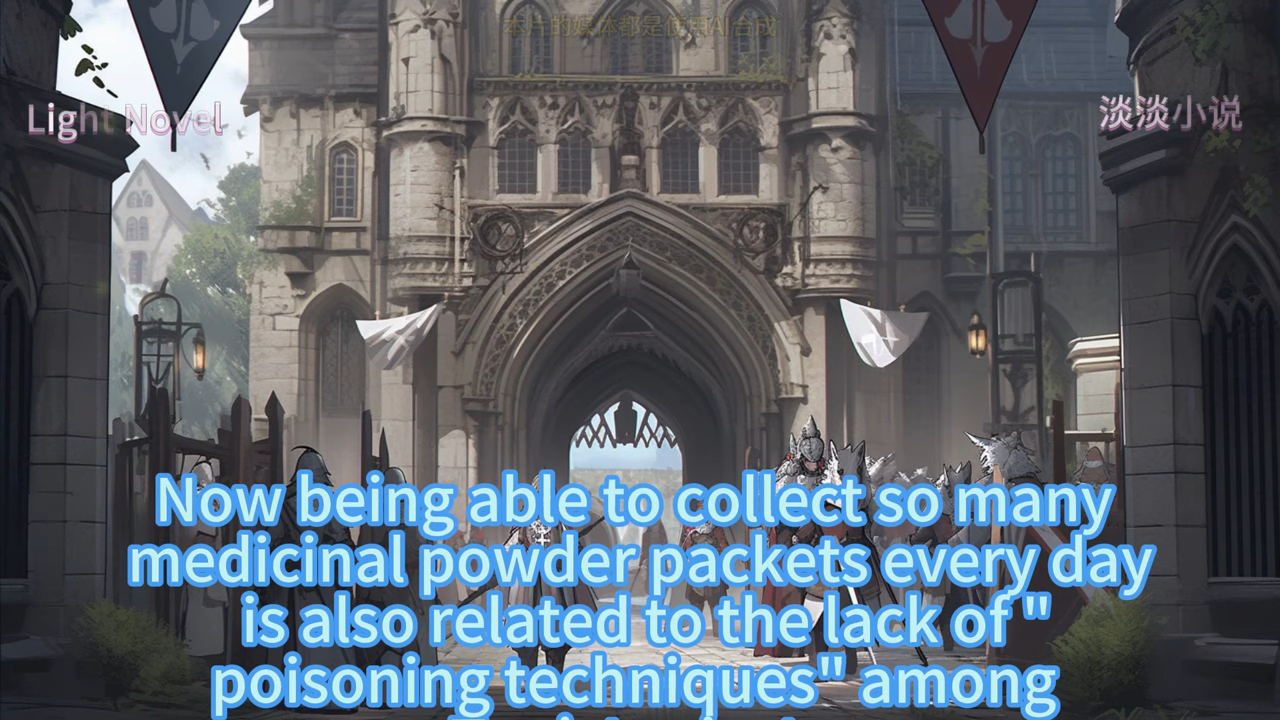 本片的媒体都是使用AI合成
Light Novel
淡淡小说
Now being able to collect so many
medicinal powder packets every day
is also related to the lack of "
poisoning techniques" among